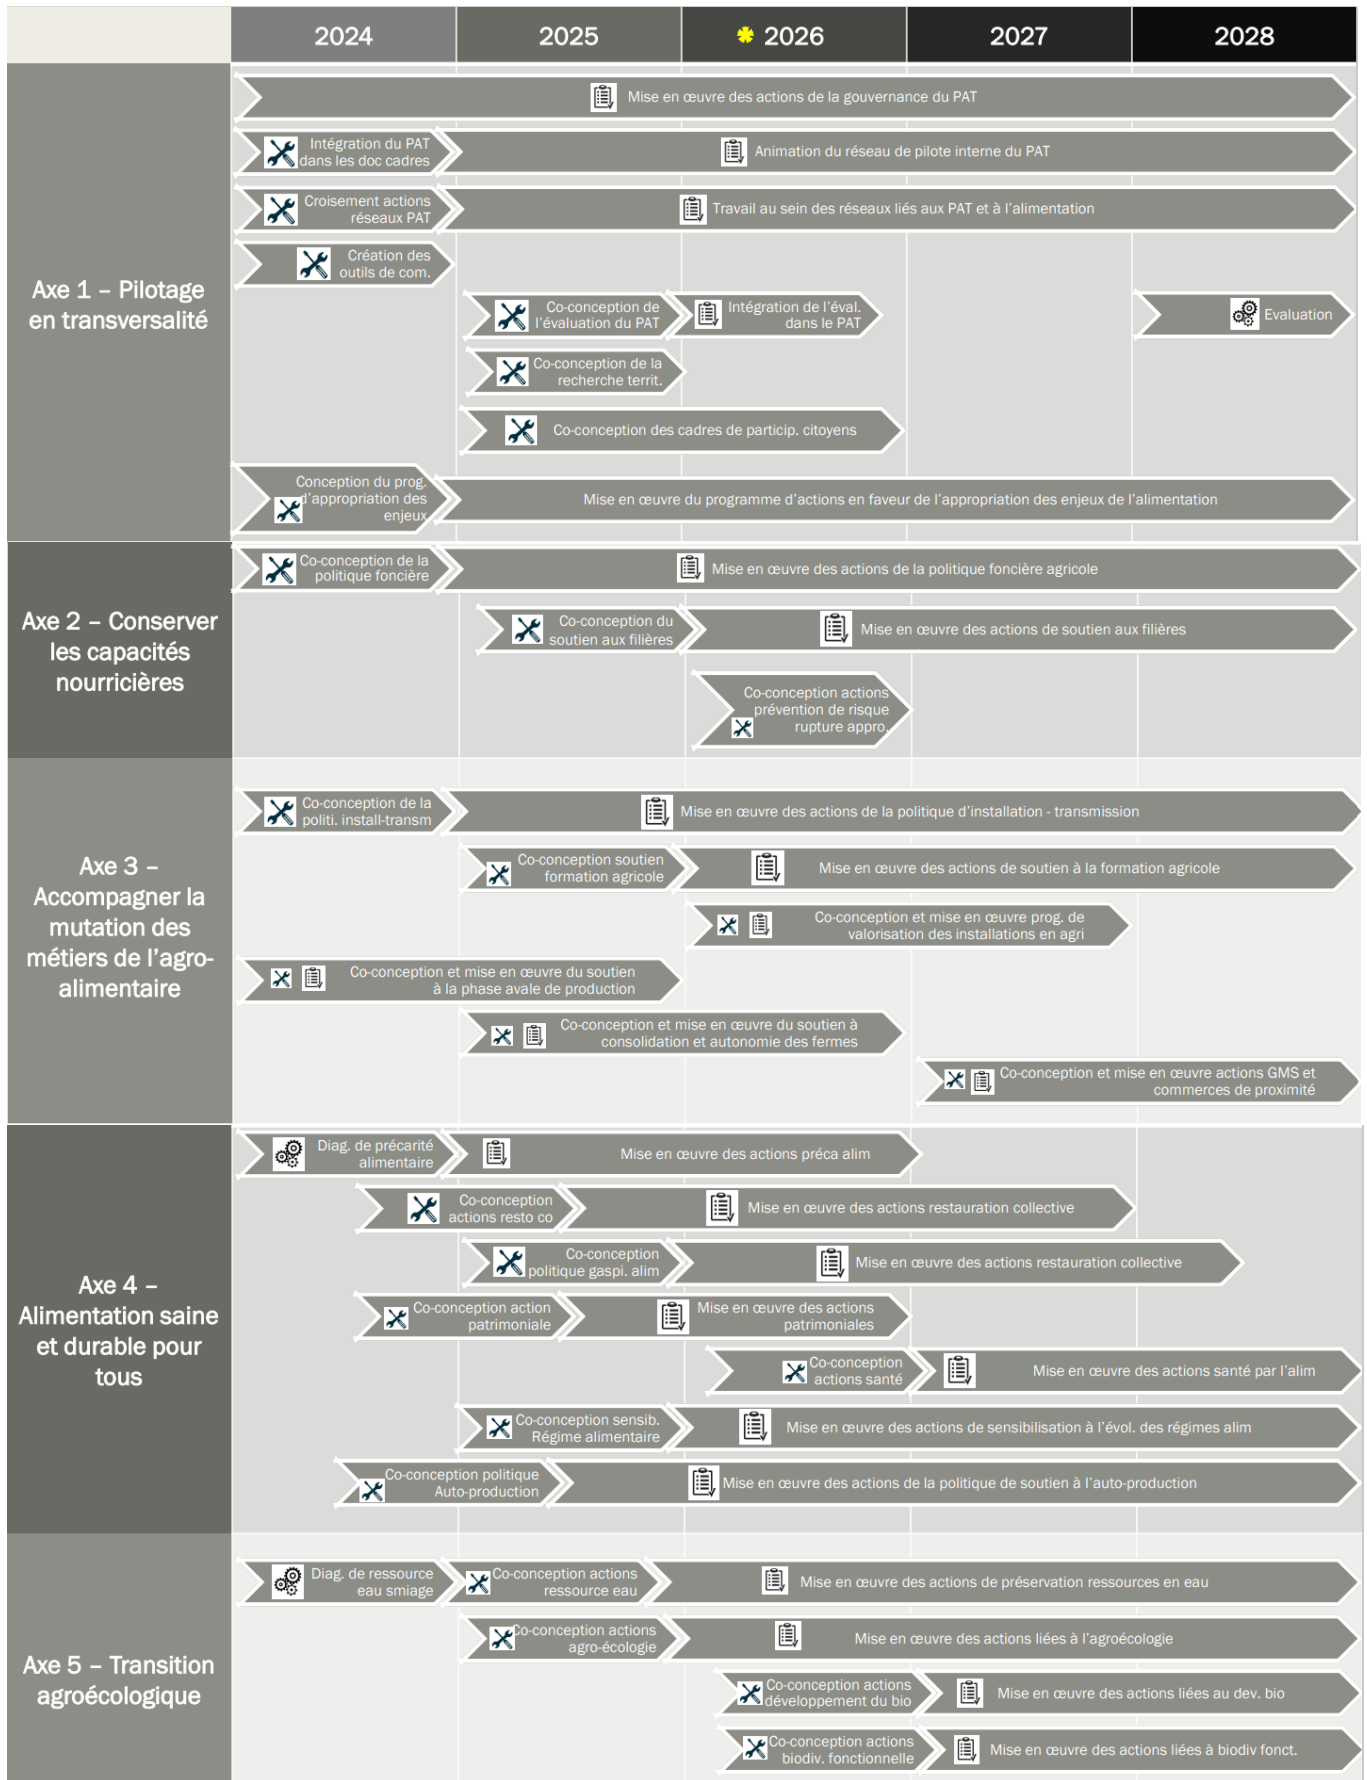 2024
2025
2026
2027
2028
Axe 1 – Pilotage
en transversalité
Mise en œuvre des actions de la gouvernance du PAT
Intégration du PAT
dans les doc cadres
Animation du réseau de pilote interne du PAT
Croisement actions
réseaux PAT
Travail au sein des réseaux liés aux PAT et à l'alimentation
Création des
outils de com.
Co-conception de
l'évaluation du PAT
Intégration de l'éval.
dans le PAT
Evaluation
Co-conception de la
recherche territ.
Co-conception des cadres de particip. citoyens
Conception du prog.
d'appropriation des
enjeux
Mise en œuvre du programme d'actions en faveur de l'appropriation des enjeux de l'alimentation
Axe 2 – Conserver
les capacités
nourricières
Co-conception de la
politique foncière
Mise en œuvre des actions de la politique foncière agricole
Co-conception du
soutien aux filières
Mise en œuvre des actions de soutien aux filières
Co-conception actions
prévention de risque
rupture appro.
Axe 3 –
Accompagner la
mutation des
métiers de l'agro-
alimentaire
Co-conception de la
politi. install-transm
Mise en œuvre des actions de la politique d'installation - transmission
Co-conception soutien
formation agricole
Mise en œuvre des actions de soutien à la formation agricole
Co-conception et mise en œuvre prog. de
valorisation des installations en agri
Co-conception et mise en œuvre du soutien
à la phase avale de production
Co-conception et mise en œuvre du soutien à
consolidation et autonomie des fermes
Co-conception et mise en œuvre actions GMS et
commerces de proximité
Axe 4 –
Alimentation saine
et durable pour
tous
Diag. de précarité
alimentaire
Mise en œuvre des actions préca alim
Co-conception
actions resto co
Mise en œuvre des actions restauration collective
Co-conception
politique gaspi. alim
Mise en œuvre des actions restauration collective
Co-conception action
patrimoniale
Mise en œuvre des actions
patrimoniales
Co-conception
actions santé
Mise en œuvre des actions santé par l'alim
Co-conception sensib.
Régime alimentaire
Mise en œuvre des actions de sensibilisation à l'évol. des régimes alim
Co-conception politique
Auto-production
Mise en œuvre des actions de la politique de soutien à l'auto-production
Axe 5 – Transition
agroécologique
Diag. de ressource
eau smiage
Co-conception actions
ressource eau
Mise en œuvre des actions de préservation ressources en eau
Co-conception actions
agro-écologie
Mise en œuvre des actions liées à l'agroécologie
Co-conception actions
développement du bio
Mise en œuvre des actions liées au dev. bio
Co-conception actions
biodiv. fonctionnelle
Mise en œuvre des actions liées à biodiv fonct.